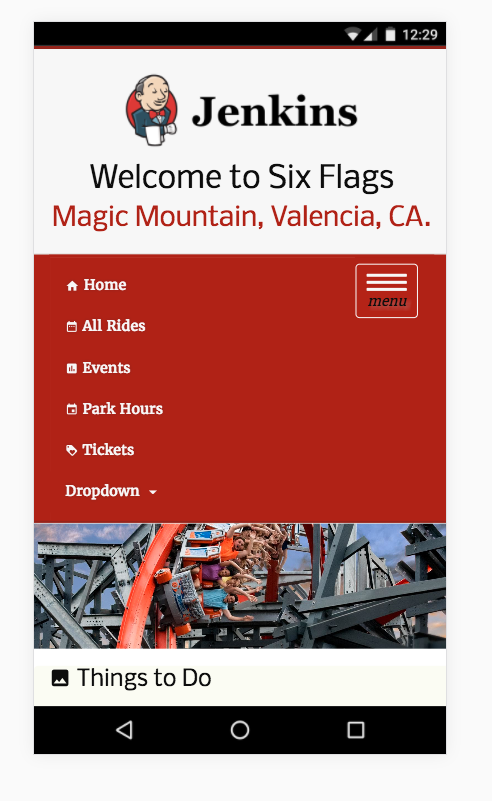 12:29
Jenkins
Welcome to Six Flags
Magic Mountain, Valencia, CA.
Home
menu
All Rides
Events
Park Hours
Tickets
Dropdown
Things to Do